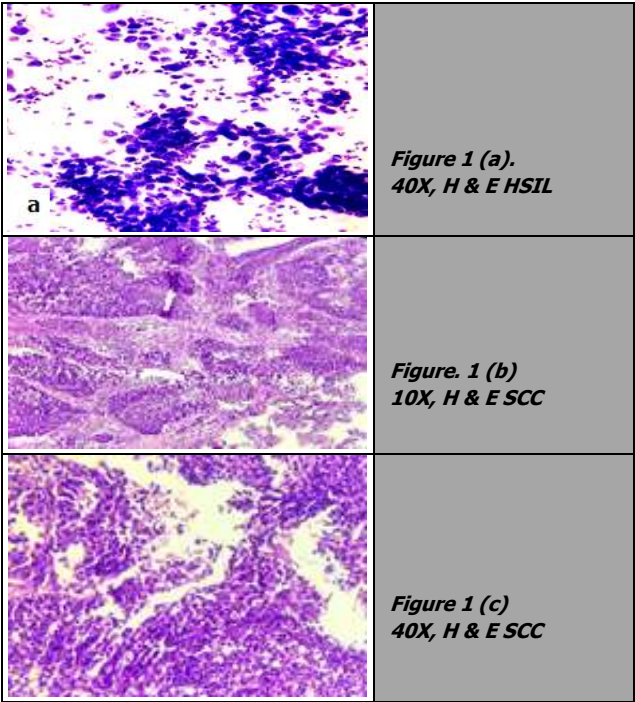 a
Figure 1 (a).
40X, H & E HSIL
Figure. 1 (b)
10X, H & E SCC
Figure 1 (c)
40X, H & E SCC